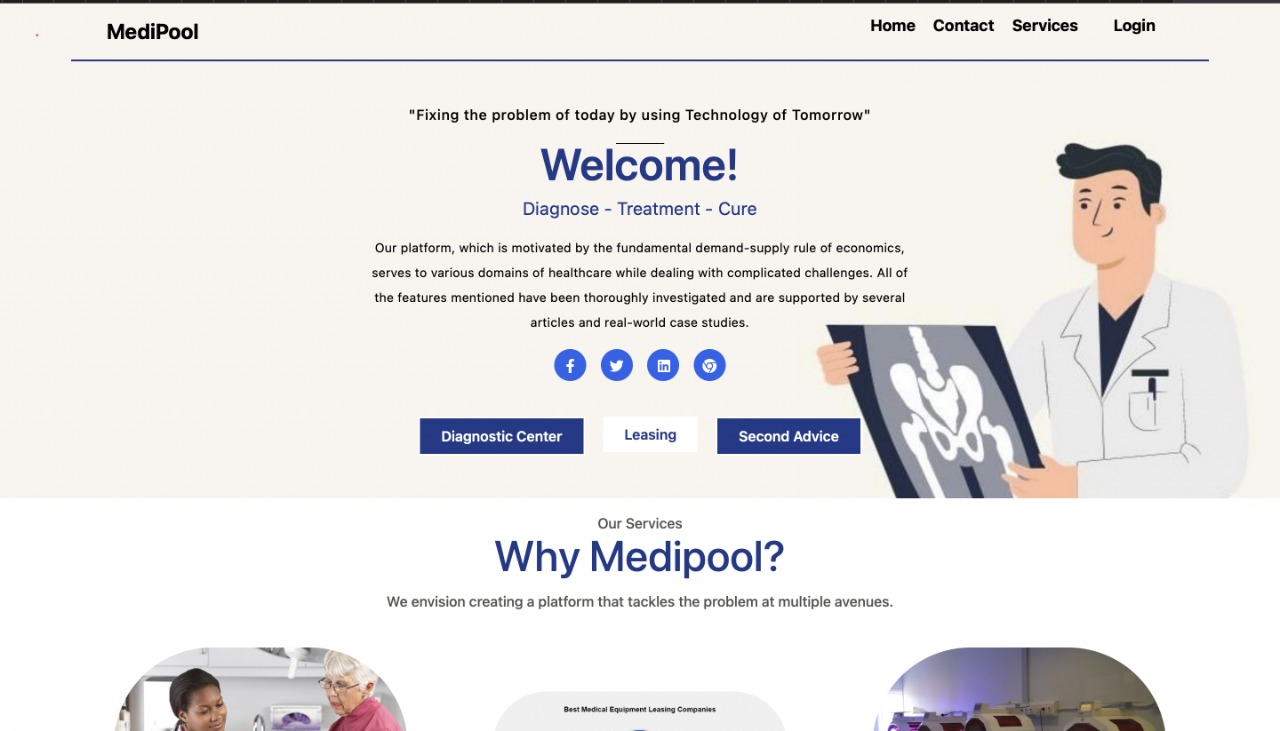 MediPool
Home Contact Services Login
"Fixing the problem of today by using Technology of Tomorrow"
Welcome!
Diagnose - Treatment - Cure
Our platform, which is motivated by the fundamental demand-supply rule of economics,
serves to various domains of healthcare while dealing with complicated challenges. All of
the features mentioned have been thoroughly investigated and are supported by several
articles and real-world case studies.
Diagnostic Center
Leasing
Second Advice
Our Services
Why Medipool?
We envision creating a platform that tackles the problem at multiple avenues.
Best Medical Equipment Leasing Companies